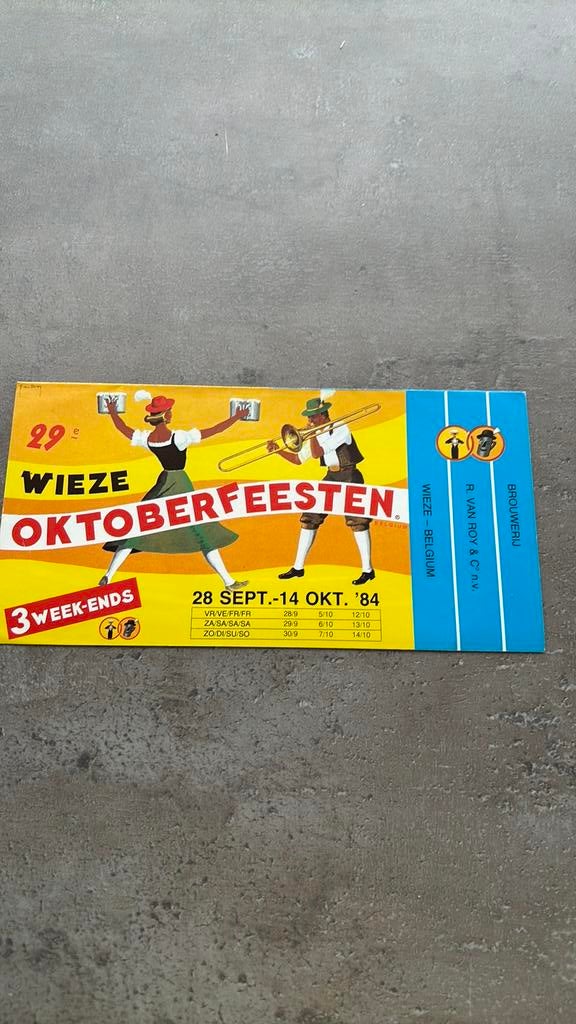 29e
WIEZE
OKTOBERFEESTEN®
BELGIUM
3 WEEK-ENDS
28 SEPT.-14 OKT. '84
VR/VE/FR/FR 28/9 5/10 12/10
ZA/SA/SA/SA 29/9 6/10 13/10
ZO/DI/SU/SO 30/9 7/10 14/10
BROUWERIJ
R. VAN ROY & C° n.v.
WIEZE – BELGIUM